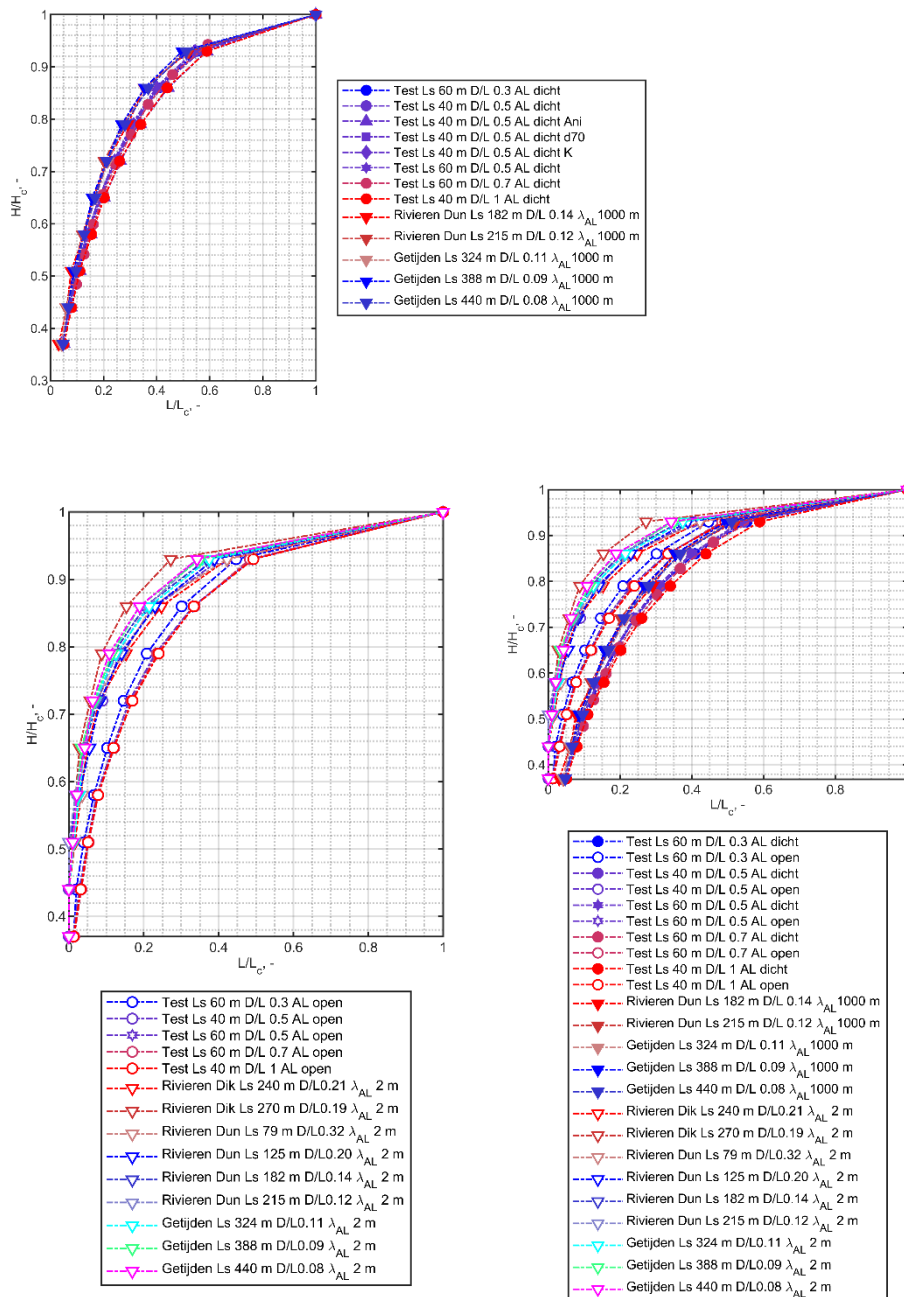 1
0.9
0.8
0.7
0.6
0.5
0.4
0.3
H/Hc, -
0
0.2
0.4
0.6
0.8
1
L/Lc, -
Test Ls 60 m D/L 0.3 AL dicht
Test Ls 40 m D/L 0.5 AL dicht
Test Ls 40 m D/L 0.5 AL dicht Ani
Test Ls 40 m D/L 0.5 AL dicht d70
Test Ls 40 m D/L 0.5 AL dicht K
Test Ls 60 m D/L 0.5 AL dicht
Test Ls 60 m D/L 0.7 AL dicht
Test Ls 40 m D/L 1 AL dicht
Rivieren Dun Ls 182 m D/L 0.14 λAL 1000 m
Rivieren Dun Ls 215 m D/L 0.12 λAL 1000 m
Getijden Ls 324 m D/L 0.11 λAL 1000 m
Getijden Ls 388 m D/L 0.09 λAL 1000 m
Getijden Ls 440 m D/L 0.08 λAL 1000 m
1
0.9
0.8
0.7
0.6
0.5
0.4
H/Hc, -
0
0.2
0.4
0.6
0.8
1
L/Lc, -
Test Ls 60 m D/L 0.3 AL open
Test Ls 40 m D/L 0.5 AL open
Test Ls 60 m D/L 0.5 AL open
Test Ls 60 m D/L 0.7 AL open
Test Ls 40 m D/L 1 AL open
Rivieren Dik Ls 240 m D/L0.21 λAL 2 m
Rivieren Dik Ls 270 m D/L0.19 λAL 2 m
Rivieren Dun Ls 79 m D/L0.32 λAL 2 m
Rivieren Dun Ls 125 m D/L0.20 λAL 2 m
Rivieren Dun Ls 182 m D/L0.14 λAL 2 m
Rivieren Dun Ls 215 m D/L0.12 λAL 2 m
Getijden Ls 324 m D/L0.11 λAL 2 m
Getijden Ls 388 m D/L0.09 λAL 2 m
Getijden Ls 440 m D/L0.08 λAL 2 m
1
0.9
0.8
0.7
0.6
0.5
0.4
H/Hc, -
0
0.2
0.4
0.6
0.8
L/Lc, -
Test Ls 60 m D/L 0.3 AL dicht
Test Ls 60 m D/L 0.3 AL open
Test Ls 40 m D/L 0.5 AL dicht
Test Ls 40 m D/L 0.5 AL open
Test Ls 60 m D/L 0.5 AL dicht
Test Ls 60 m D/L 0.5 AL open
Test Ls 60 m D/L 0.7 AL dicht
Test Ls 60 m D/L 0.7 AL open
Test Ls 40 m D/L 1 AL dicht
Test Ls 40 m D/L 1 AL open
Rivieren Dun Ls 182 m D/L 0.14 λAL 1000 m
Rivieren Dun Ls 215 m D/L 0.12 λAL 1000 m
Getijden Ls 324 m D/L 0.11 λAL 1000 m
Getijden Ls 388 m D/L 0.09 λAL 1000 m
Getijden Ls 440 m D/L 0.08 λAL 1000 m
Rivieren Dik Ls 240 m D/L0.21 λAL 2 m
Rivieren Dik Ls 270 m D/L0.19 λAL 2 m
Rivieren Dun Ls 79 m D/L0.32 λAL 2 m
Rivieren Dun Ls 125 m D/L0.20 λAL 2 m
Rivieren Dun Ls 182 m D/L0.14 λAL 2 m
Rivieren Dun Ls 215 m D/L0.12 λAL 2 m
Getijden Ls 324 m D/L0.11 λAL 2 m
Getijden Ls 388 m D/L0.09 λAL 2 m
Getijden Ls 440 m D/L0.08 λAL 2 m